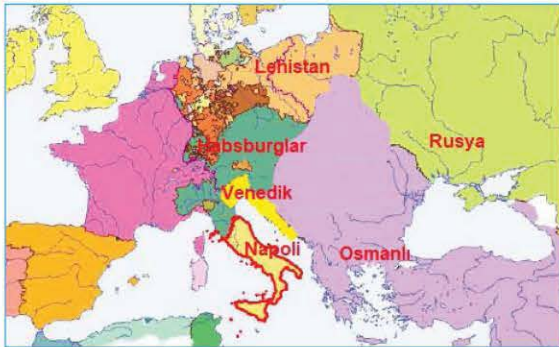 Lehistan
Rusya
Habsburglar
Venedik
Napoli
Osmanlı